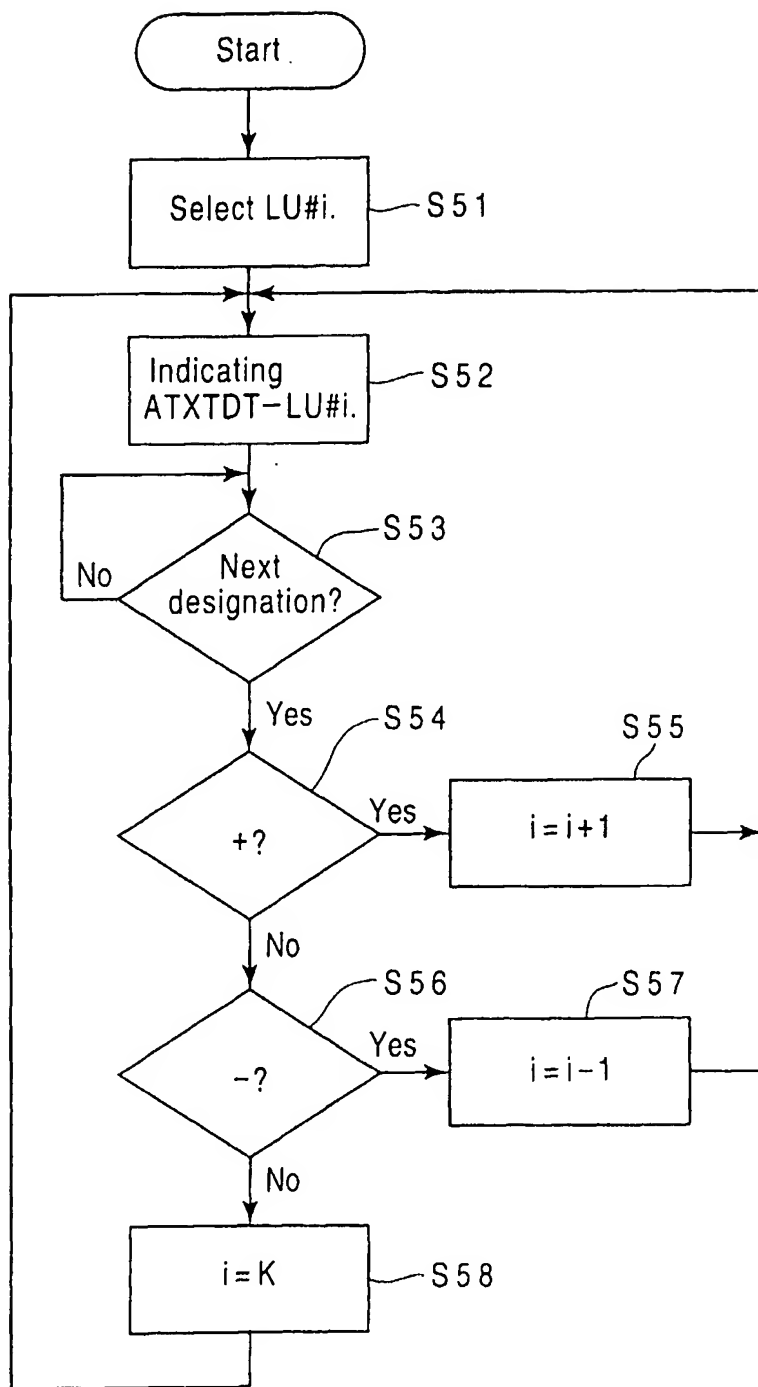 Start
Select LU#i.
S51
Indicating
ATXTDT-LU#i.
S52
S53
Next
designation?
No
Yes
S54
+?
Yes
S55
i=i+1
No
S56
-?
Yes
S57
i=i-1
No
i=K
S58